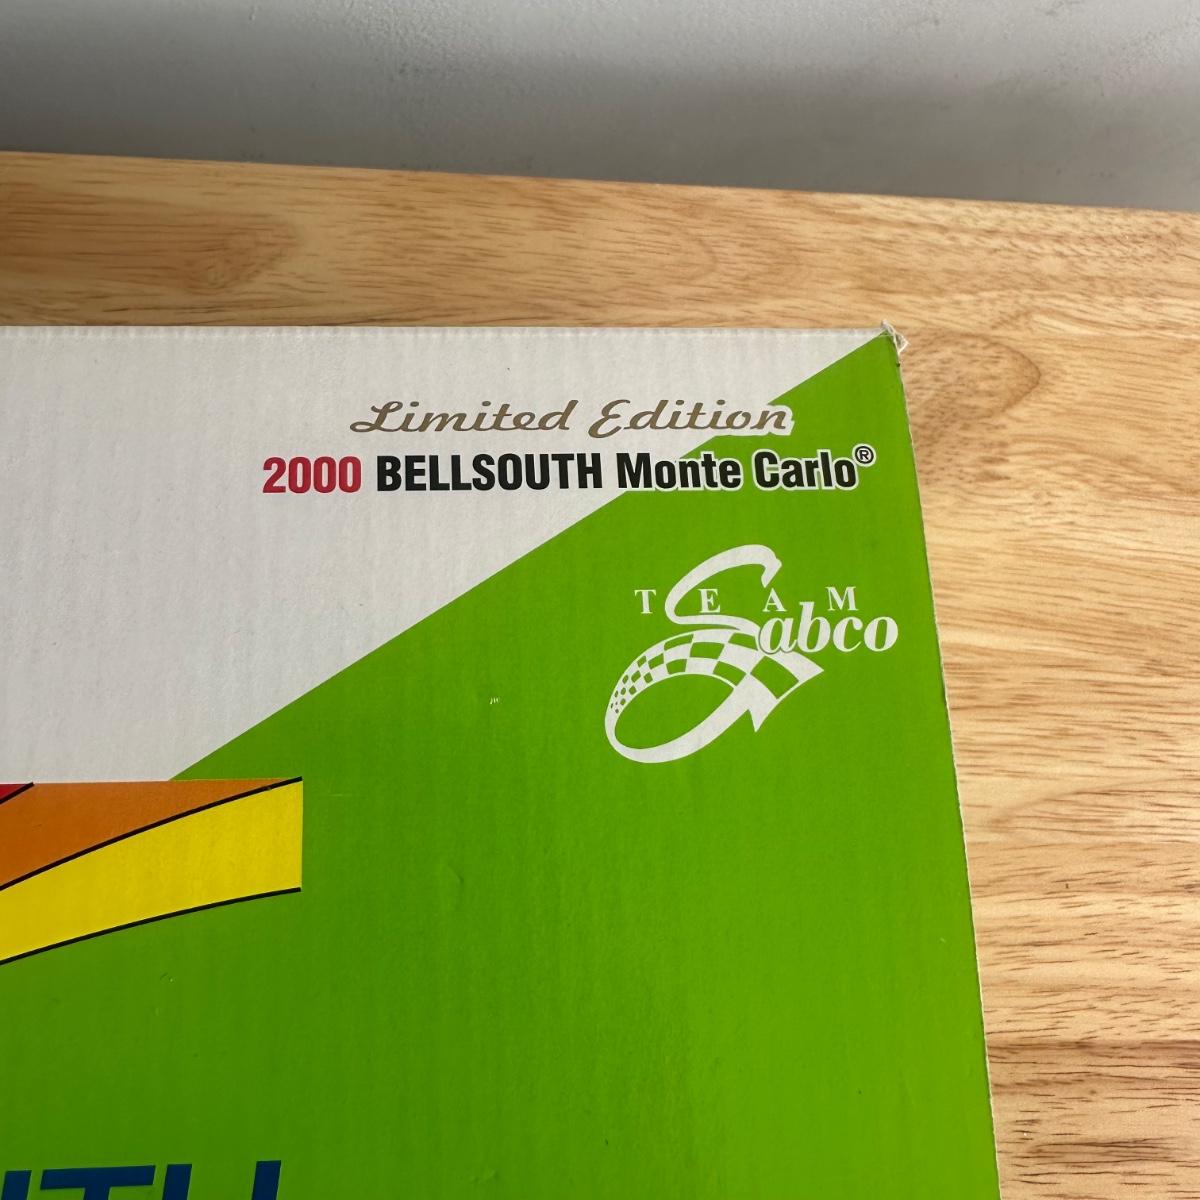 Limited Edition
2000 BELLSOUTH Monte Carlo®
TEAM
Sabco